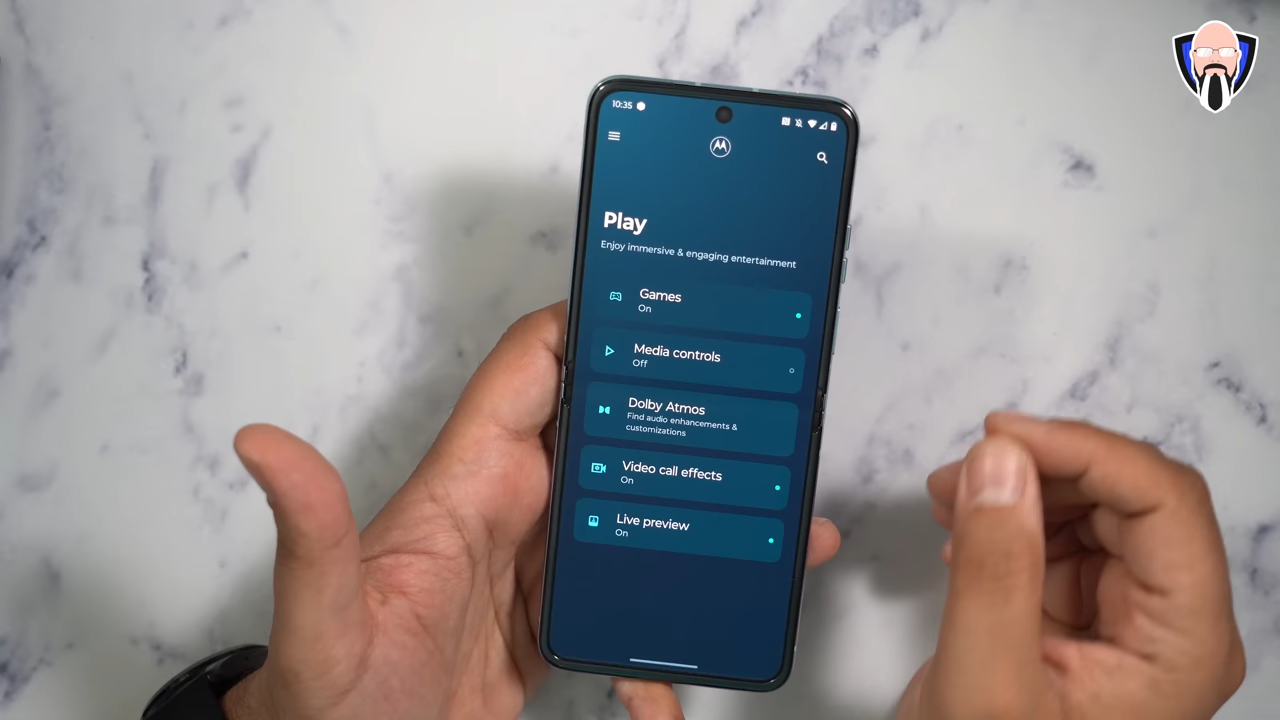 10:35
Play
Enjoy immersive & engaging entertainment
Games
On
Media controls
Off
Dolby Atmos
Find audio enhancements &
customizations
Video call effects
On
Live preview
On